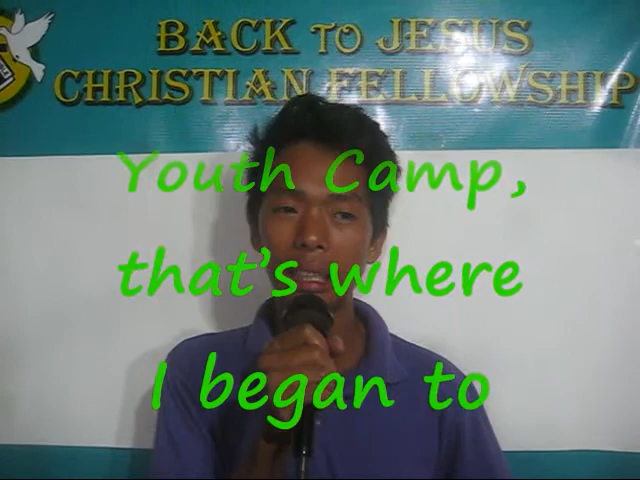 BACK TO JESUS
CHRISTIAN FELLOWSHIP
Youth Camp,
that's where
I began to